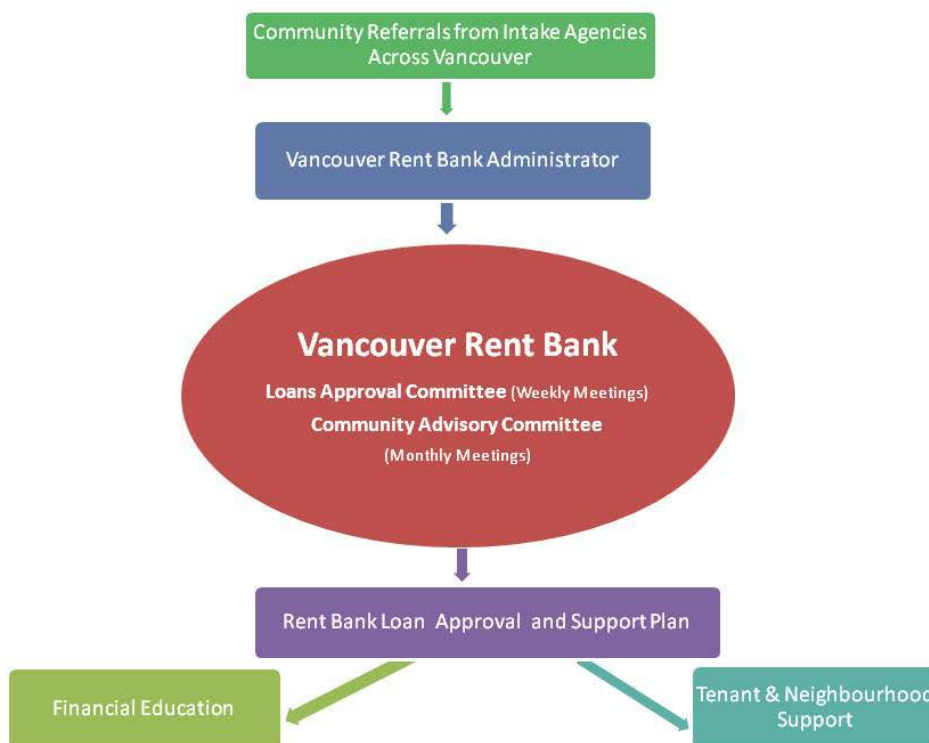 Community Referrals from Intake Agencies
Across Vancouver
Vancouver Rent Bank Administrator
Vancouver Rent Bank
Loans Approval Committee (Weekly Meetings)
Community Advisory Committee
(Monthly Meetings)
Rent Bank Loan Approval and Support Plan
Financial Education
Tenant & Neighbourhood
Support